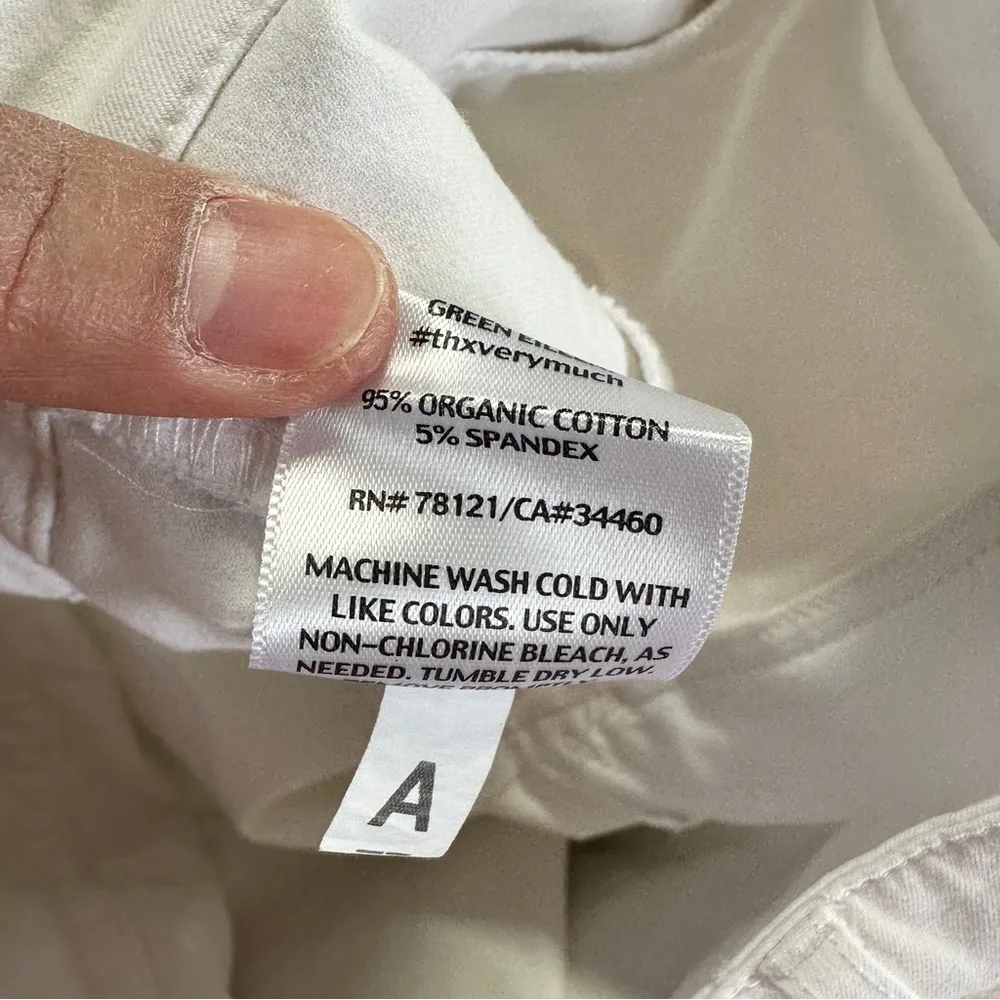 GREEN
#thxverymuch
95% ORGANIC COTTON
5% SPANDEX
RN# 78121/CA#34460
MACHINE WASH COLD WITH
LIKE COLORS. USE ONLY
NON-CHLORINE BLEACH, AS
NEEDED. TUMBLE DRY LOW.
A